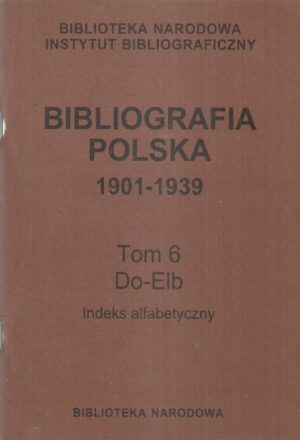 BIBLIOTEKA NARODOWA
INSTYTUT BIBLIOGRAFICZNY
BIBLIOGRAFIA
POLSKA
1901-1939
Tom 6
Do-Elb
Indeks alfabetyczny
BIBLIOTEKA NARODOWA